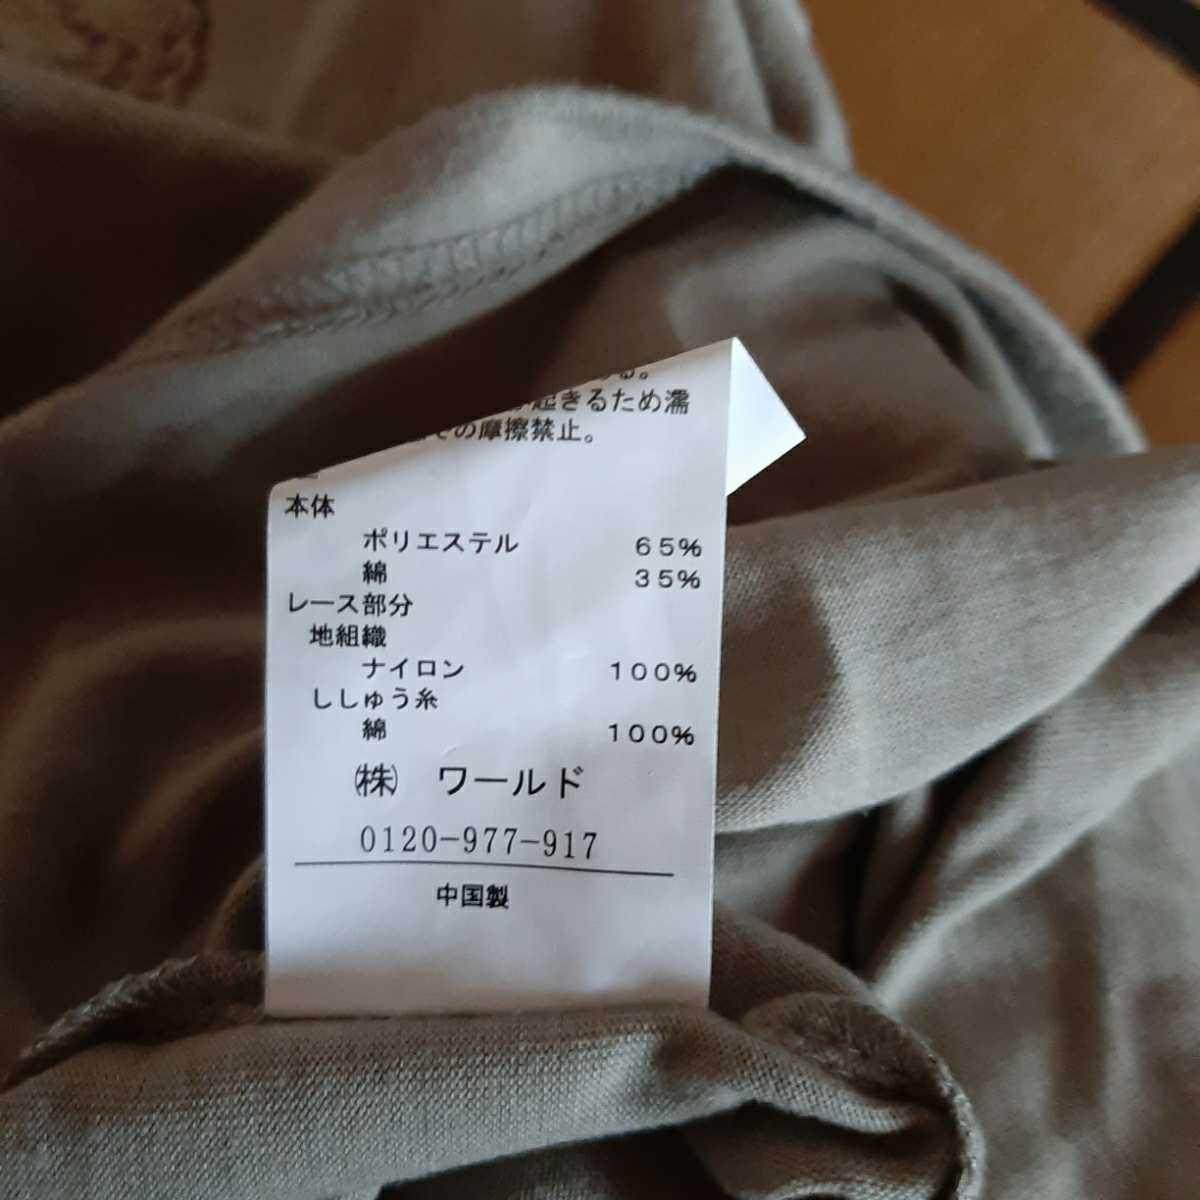 る。
起きるため濡
での摩擦禁止。
本体
ポリエステル 65%
綿 35%
レース部分
地組織
ナイロン 100%
ししゅう糸
綿 100%
㈱ ワールド
0120-977-917
中国製